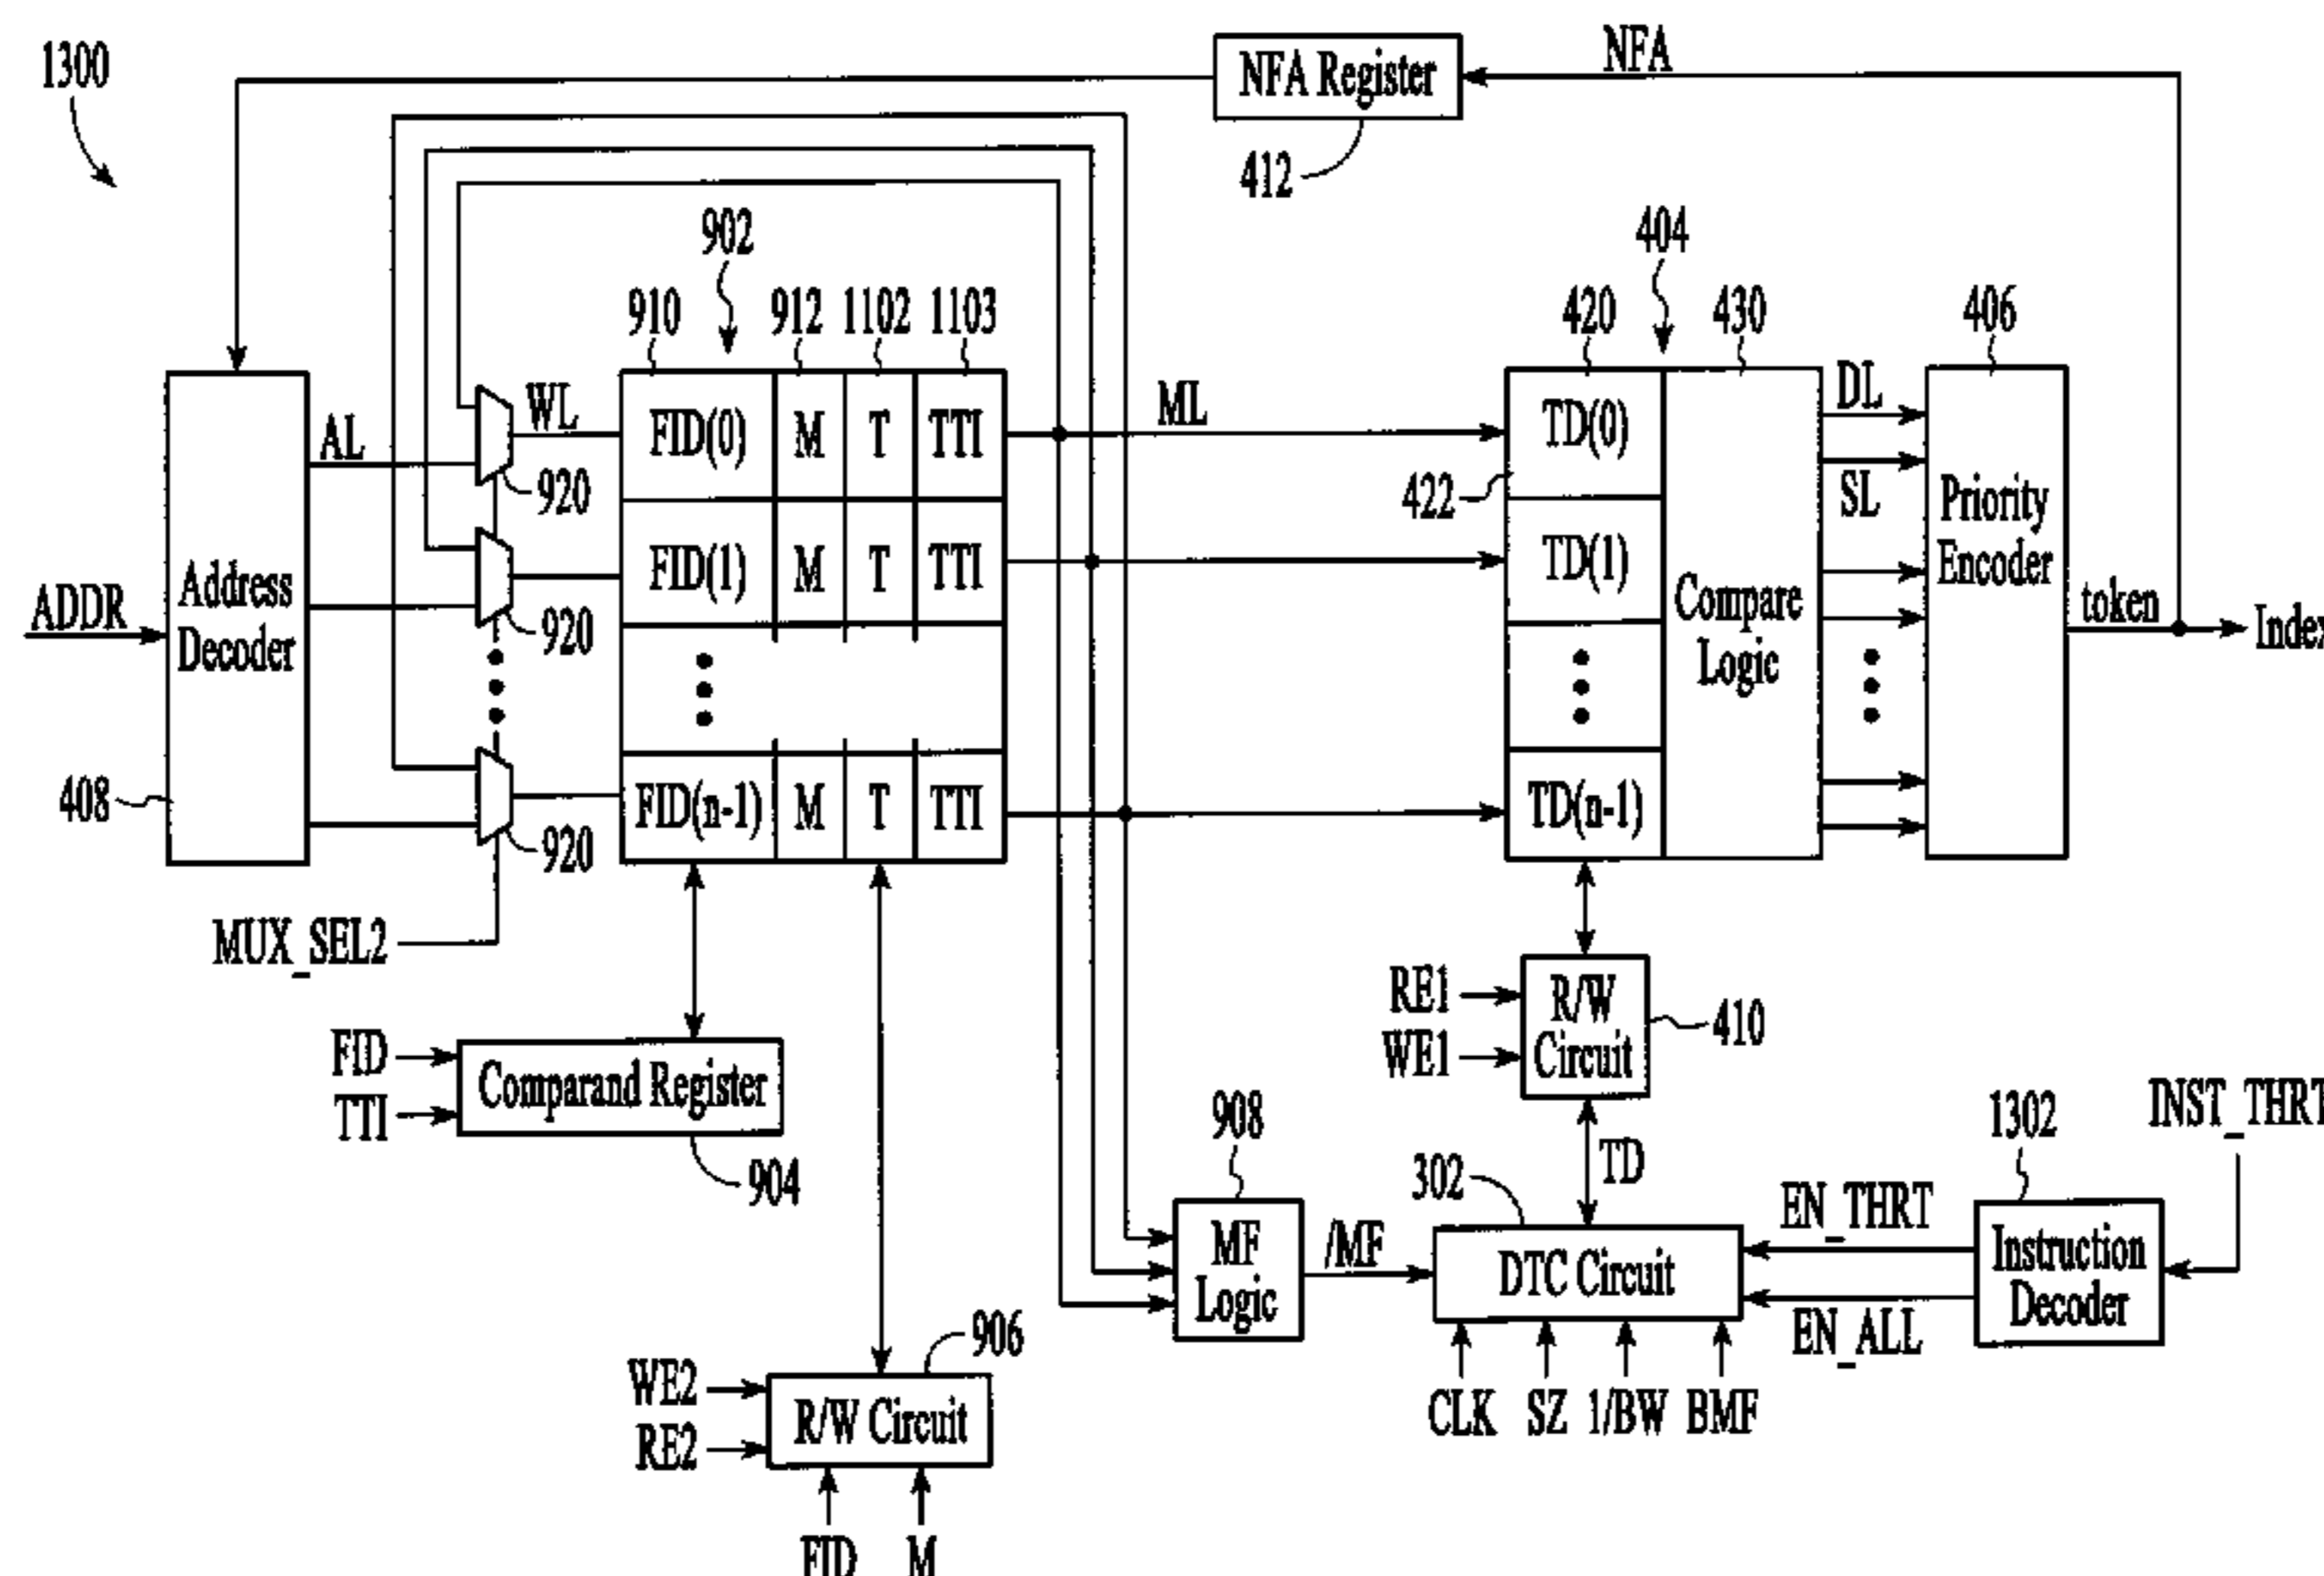 1300
NFA Register
NFA
412
902
404
910
912
1102
1103
420
430
406
AL
WL
FID(0) M T TTI
ML
TD(0)
DL
920
422
SL
Priority
Encoder
FID(1) M T TTI
TD(1)
ADDR
Address
Decoder
920
Compare
Logic
token
Index
408
920
FID(n-1) M T TTI
TD(n-1)
MUX_SEL2
RE1
WE1
R/W
Circuit
410
FID
TTI
Comparand Register
904
908
302
TD
1302
INST_THRT
EN_THRT
MF
Logic
/MF
DTC Circuit
Instruction
Decoder
EN_ALL
906
WE2
RE2
R/W Circuit
CLK SZ 1/BW BMF
FID M